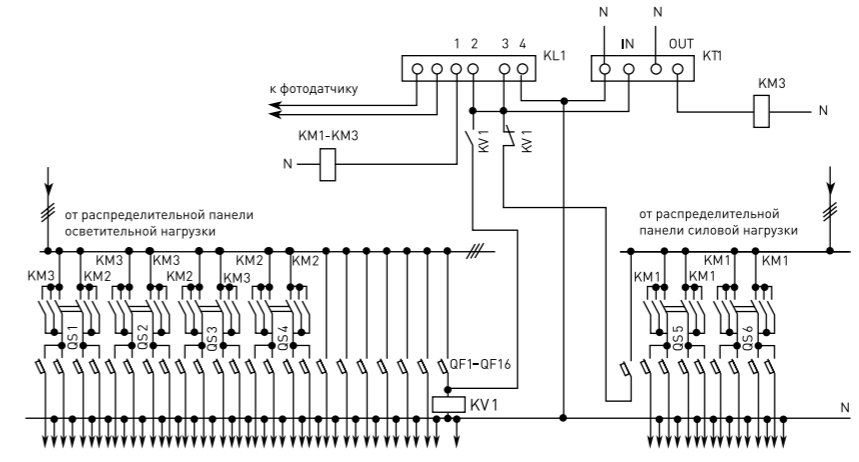 N N
1 2 3 4 KL1
IN OUT KT1
к фотодатчику
KM3
N
KM1-KM3
N
KV1 KV1
от распределительной панели
осветительной нагрузки
от распределительной
панели силовой нагрузки
KM3 KM3 KM2 KM2 KM1 KM1
KM3 KM2 KM2 KM3 KM1 KM1
QS1 QS2 QS3 QS4 QS5 QS6
QF1-QF16
KV1
N